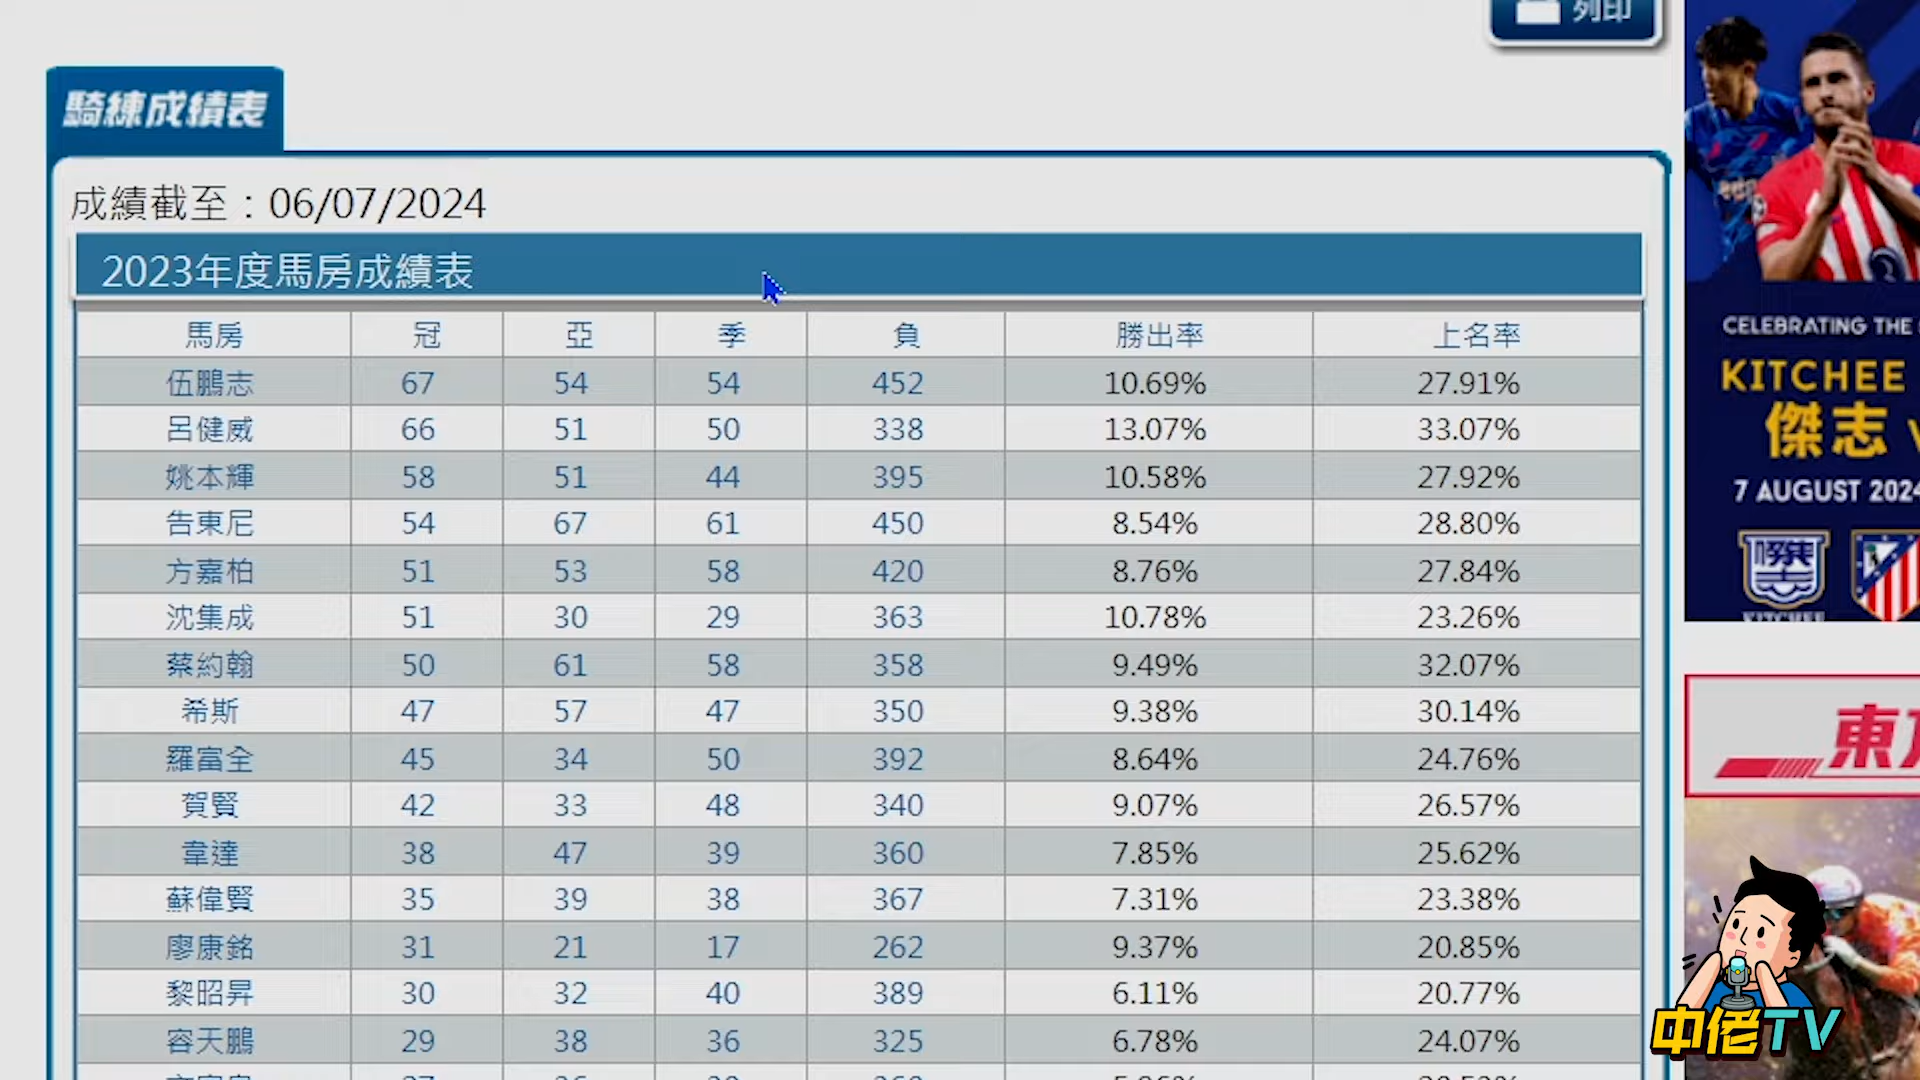 列印
騎練成績表
成績截至：06/07/2024
2023年度馬房成績表
馬房 冠 亞 季 負 勝出率 上名率
伍鵬志 67 54 54 452 10.69% 27.91%
呂健威 66 51 50 338 13.07% 33.07%
姚本輝 58 51 44 395 10.58% 27.92%
告東尼 54 67 61 450 8.54% 28.80%
方嘉柏 51 53 58 420 8.76% 27.84%
沈集成 51 30 29 363 10.78% 23.26%
蔡約翰 50 61 58 358 9.49% 32.07%
希斯 47 57 47 350 9.38% 30.14%
羅富全 45 34 50 392 8.64% 24.76%
賀賢 42 33 48 340 9.07% 26.57%
韋達 38 47 39 360 7.85% 25.62%
蘇偉賢 35 39 38 367 7.31% 23.38%
廖康銘 31 21 17 262 9.37% 20.85%
黎昭昇 30 32 40 389 6.11% 20.77%
容天鵬 29 38 36 325 6.78% 24.07%
CELEBRATING THE
KITCHEE
傑志 V
7 AUGUST 2024
傑志
KITCHEE
東
中佬TV